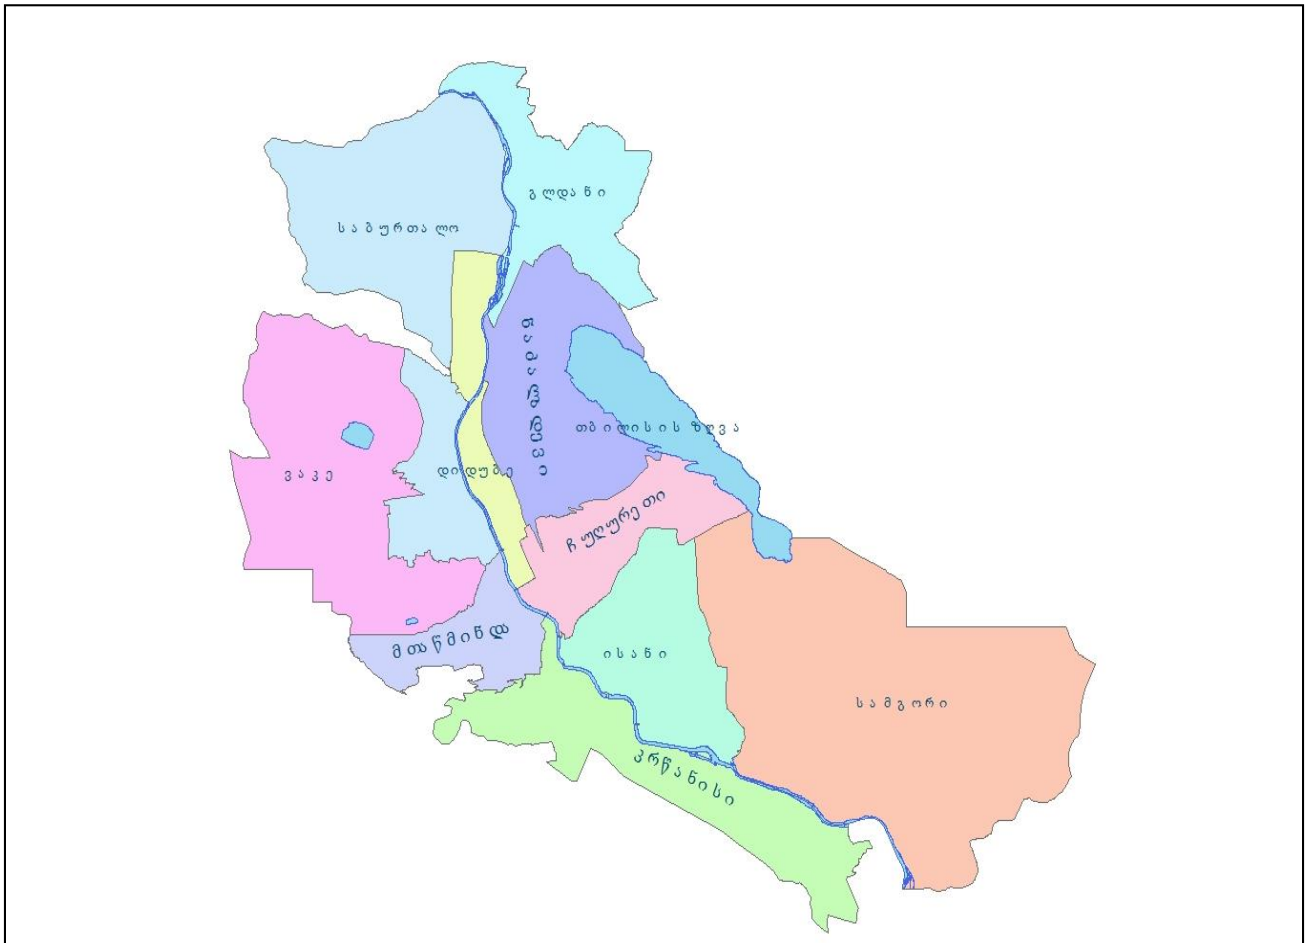 გლდანი
საბურთალო
ნაძალადევი
თბილისის ზღვა
ვაკე
დიდუბე
ჩუღურეთი
მთაწმინდა
ისანი
სამგორი
კრწანისი